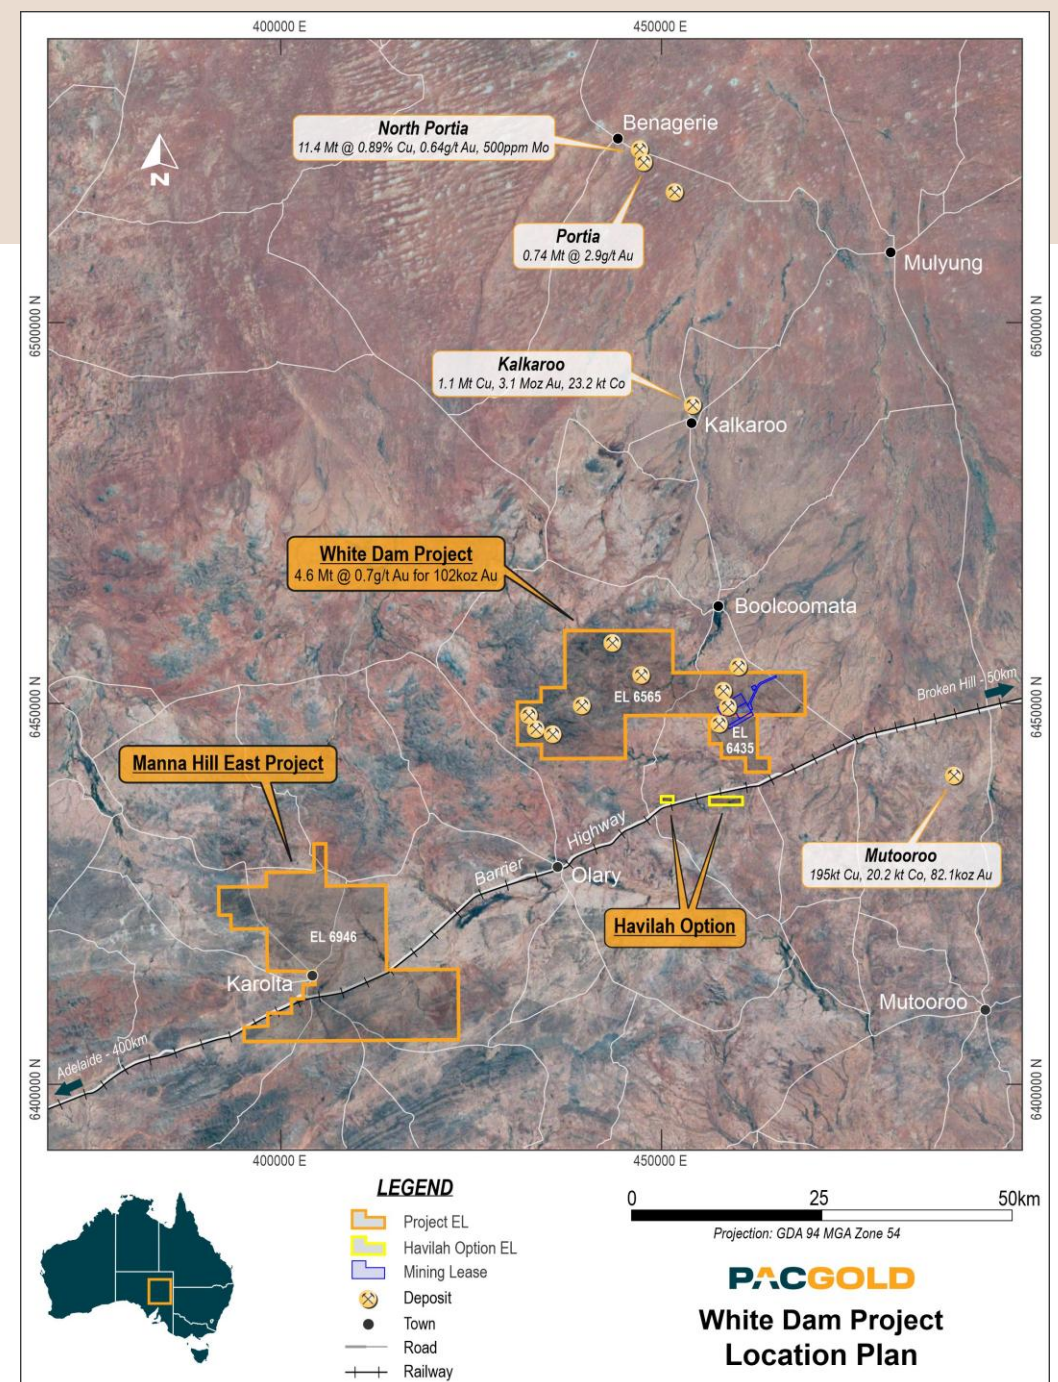 400000 E
450000 E
Benagerie
North Portia
11.4 Mt @ 0.89% Cu, 0.64g/t Au, 500ppm Mo
N
Portia
0.74 Mt @ 2.9g/t Au
Mulyung
6500000 N
6500000 N
Kalkaroo
1.1 Mt Cu, 3.1 Moz Au, 23.2 kt Co
Kalkaroo
White Dam Project
4.6 Mt @ 0.7g/t Au for 102koz Au
Boolcoomata
Broken Hill - 50km
EL 6565
6450000 N
6450000 N
EL
6435
Manna Hill East Project
Barrier Highway
Olary
Mutooroo
195kt Cu, 20.2 kt Co, 82.1koz Au
Havilah Option
EL 6946
Karolta
Mutooroo
Adelaide - 400km
6400000 N
6400000 N
400000 E
450000 E
LEGEND
Project EL
Havilah Option EL
Mining Lease
Deposit
Town
Road
Railway
0 25 50km
Projection: GDA 94 MGA Zone 54
PACGOLD
White Dam Project
Location Plan